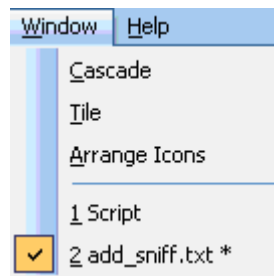 Window Help
Cascade
Tile
Arrange Icons
1 Script
2 add_sniff.txt *